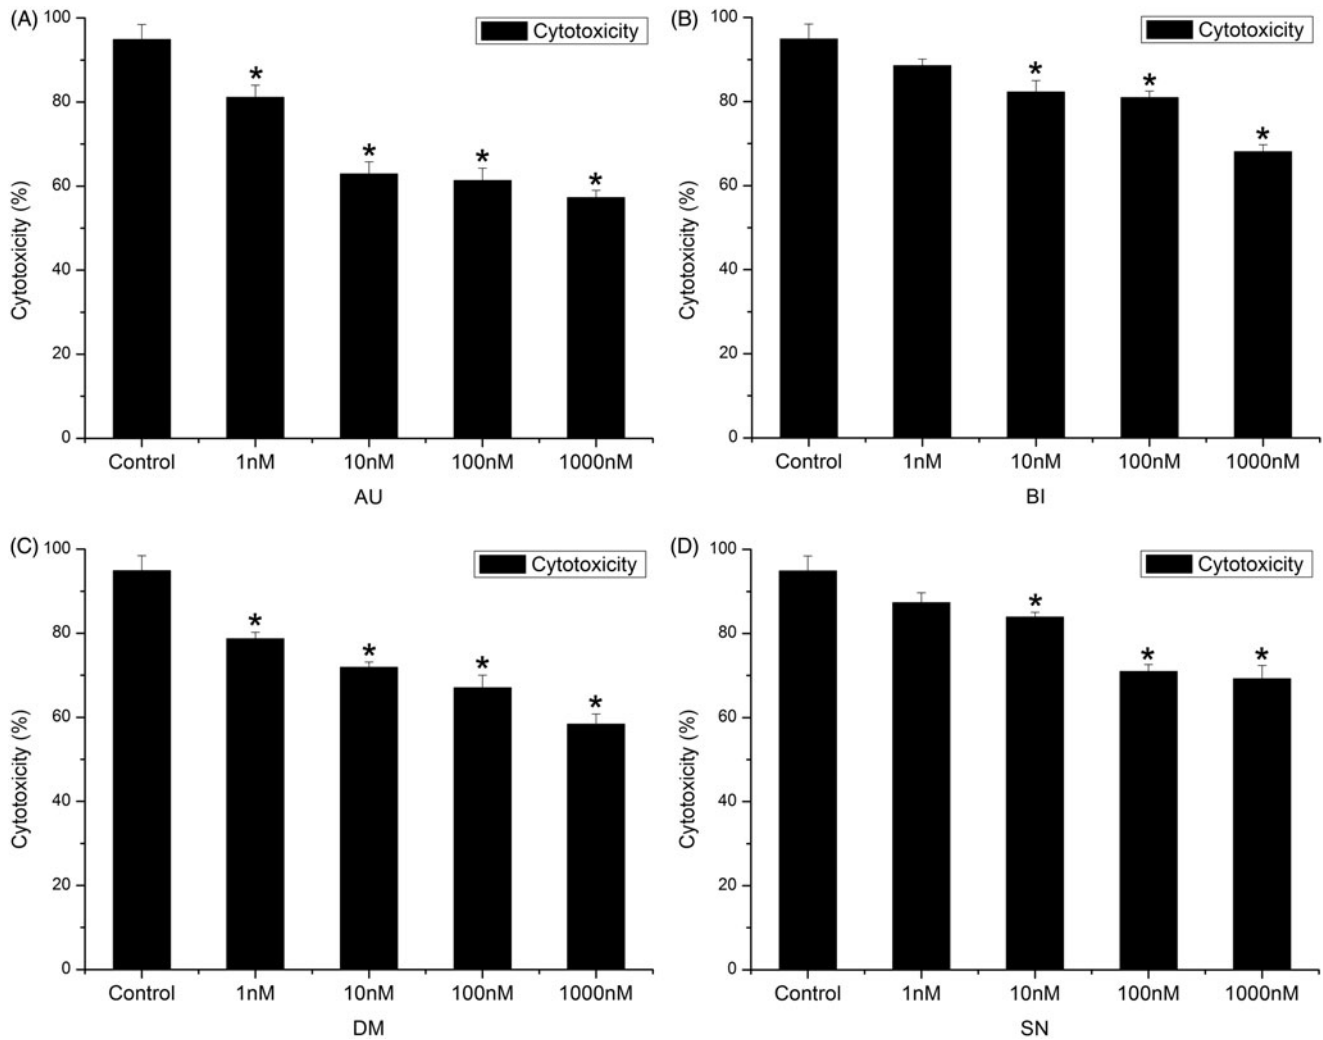 (A)
Cytotoxicity
Cytotoxicity (%)
100
80
60
40
20
0
*
*
*
*
Control 1nM 10nM 100nM 1000nM
AU
(B)
Cytotoxicity
Cytotoxicity (%)
100
80
60
40
20
0
*
*
*
Control 1nM 10nM 100nM 1000nM
BI
(C)
Cytotoxicity
Cytotoxicity (%)
100
80
60
40
20
0
*
*
*
*
Control 1nM 10nM 100nM 1000nM
DM
(D)
Cytotoxicity
Cytotoxicity (%)
100
80
60
40
20
0
*
*
*
Control 1nM 10nM 100nM 1000nM
SN